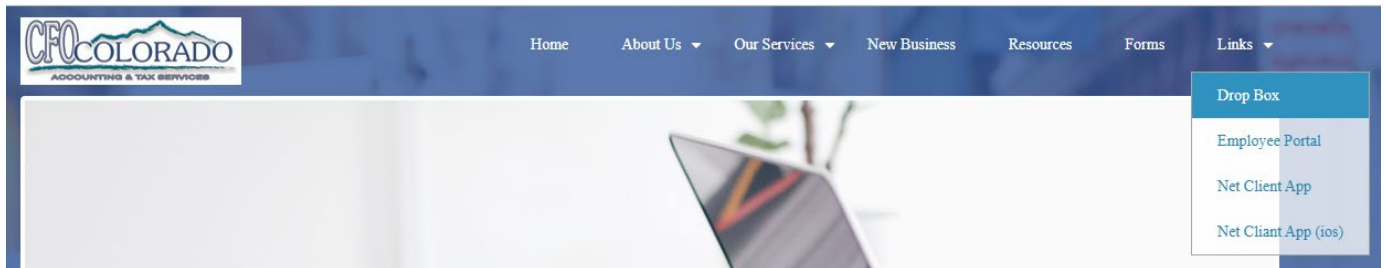 CFO COLORADO
ACCOUNTING & TAX SERVICES
Home About Us Our Services New Business Resources Forms Links
Drop Box
Employee Portal
Net Client App
Net Cliant App (ios)